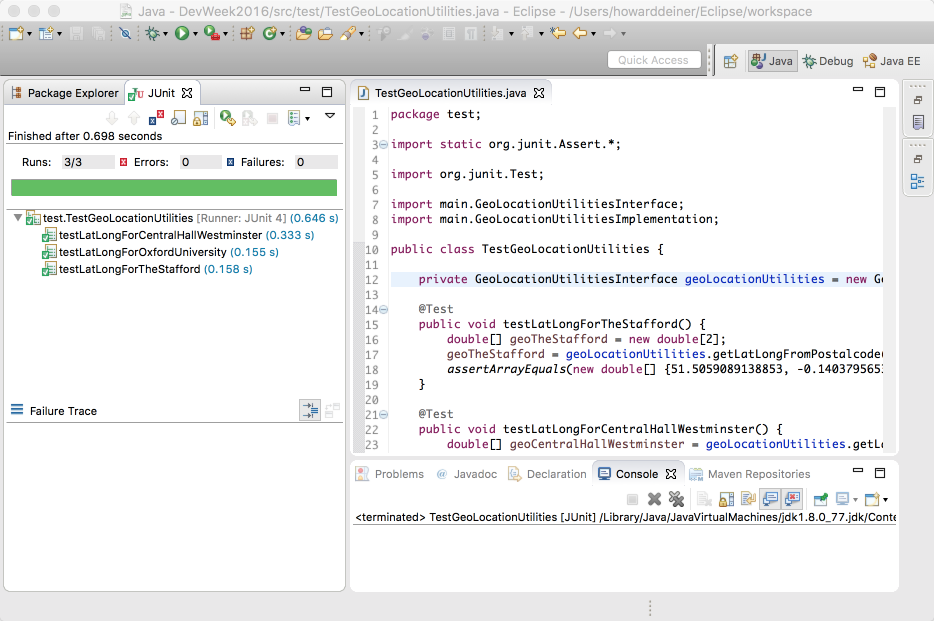 Java - DevWeek2016/src/test/TestGeoLocationUtilities.java - Eclipse - /Users/howarddeiner/Eclipse/workspace
Quick Access
Java
Debug
Java EE
Package Explorer
JUnit
Finished after 0.698 seconds
Runs: 3/3 Errors: 0 Failures: 0
test.TestGeoLocationUtilities [Runner: JUnit 4] (0.646 s)
testLatLongForCentralHallWestminster (0.333 s)
testLatLongForOxfordUniversity (0.155 s)
testLatLongForTheStafford (0.158 s)
Failure Trace
TestGeoLocationUtilities.java
1 package test;
2
3 import static org.junit.Assert.*;
4
5 import org.junit.Test;
6
7 import main.GeoLocationUtilitiesInterface;
8 import main.GeoLocationUtilitiesImplementation;
9
10 public class TestGeoLocationUtilities {
11
12 private GeoLocationUtilitiesInterface geoLocationUtilities = new Ge
13
14 @Test
15 public void testLatLongForTheStafford() {
16 double[] geoTheStafford = new double[2];
17 geoTheStafford = geoLocationUtilities.getLatLongFromPostalcode(
18 assertArrayEquals(new double[] {51.5059089138853, -0.1403795653
19 }
20
21 @Test
22 public void testLatLongForCentralHallWestminster() {
23 double[] geoCentralHallWestminster = geoLocationUtilities.getLa
Problems
@ Javadoc
Declaration
Console
Maven Repositories
<terminated> TestGeoLocationUtilities [JUnit] /Library/Java/JavaVirtualMachines/jdk1.8.0_77.jdk/Conte